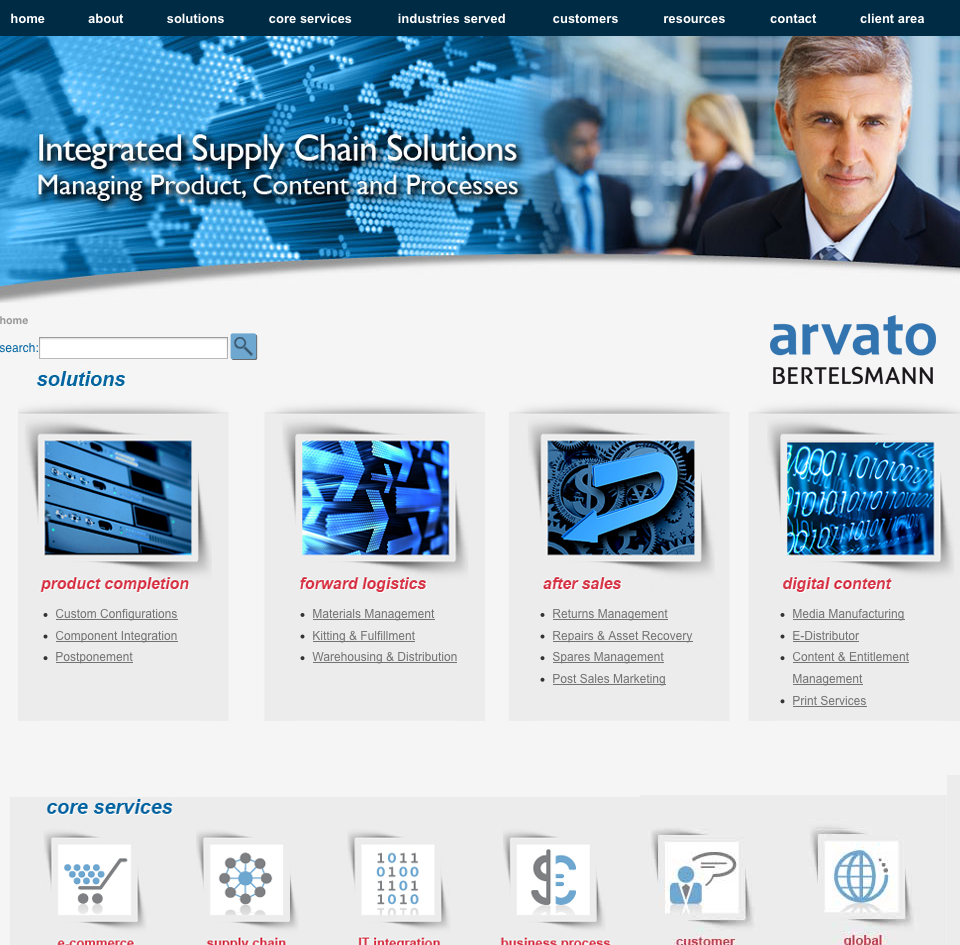 home about solutions core services industries served customers resources contact client area
Integrated Supply Chain Solutions
Managing Product, Content and Processes
home
search:
arvato
BERTELSMANN
solutions
product completion
Custom Configurations
Component Integration
Postponement
forward logistics
Materials Management
Kitting & Fulfillment
Warehousing & Distribution
after sales
Returns Management
Repairs & Asset Recovery
Spares Management
Post Sales Marketing
digital content
Media Manufacturing
E-Distributor
Content & Entitlement
Management
Print Services
core services
1011
0100
1101
1010
e-commerce
supply chain
IT integration
business process
customer
global